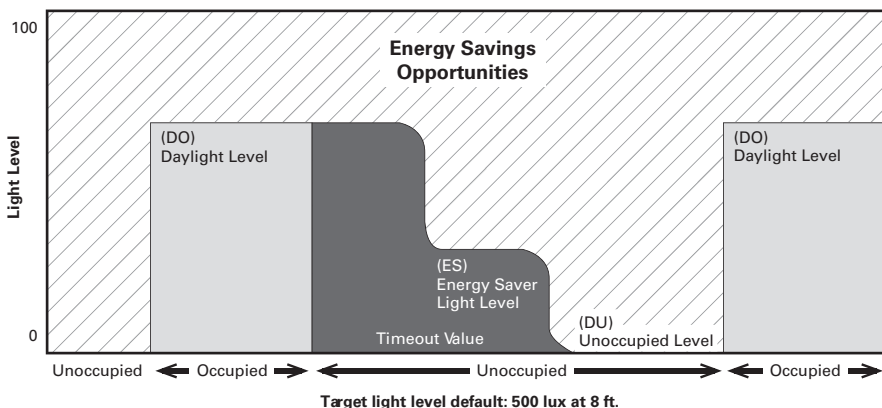 100
Energy Savings
Opportunities
(DO)
Daylight Level
(DO)
Daylight Level
Light Level
(ES)
Energy Saver
Light Level
(DU)
Unoccupied Level
Timeout Value
0
Unoccupied
Occupied
Unoccupied
Occupied
Target light level default: 500 lux at 8 ft.